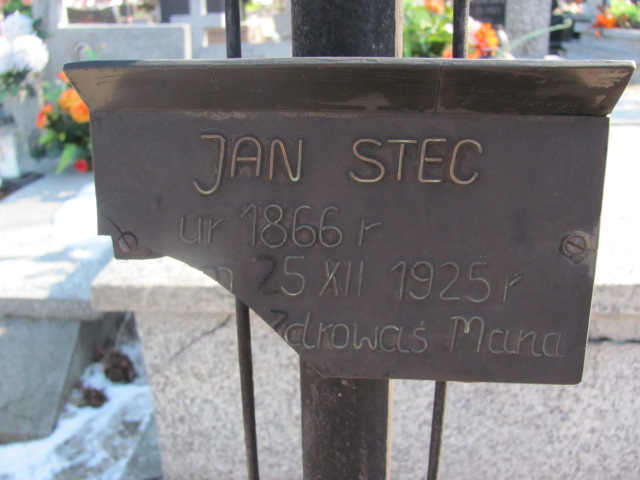 JAN STEC
ur 1866 r
m 25 XII 1925 r
Zdrowaś Maria